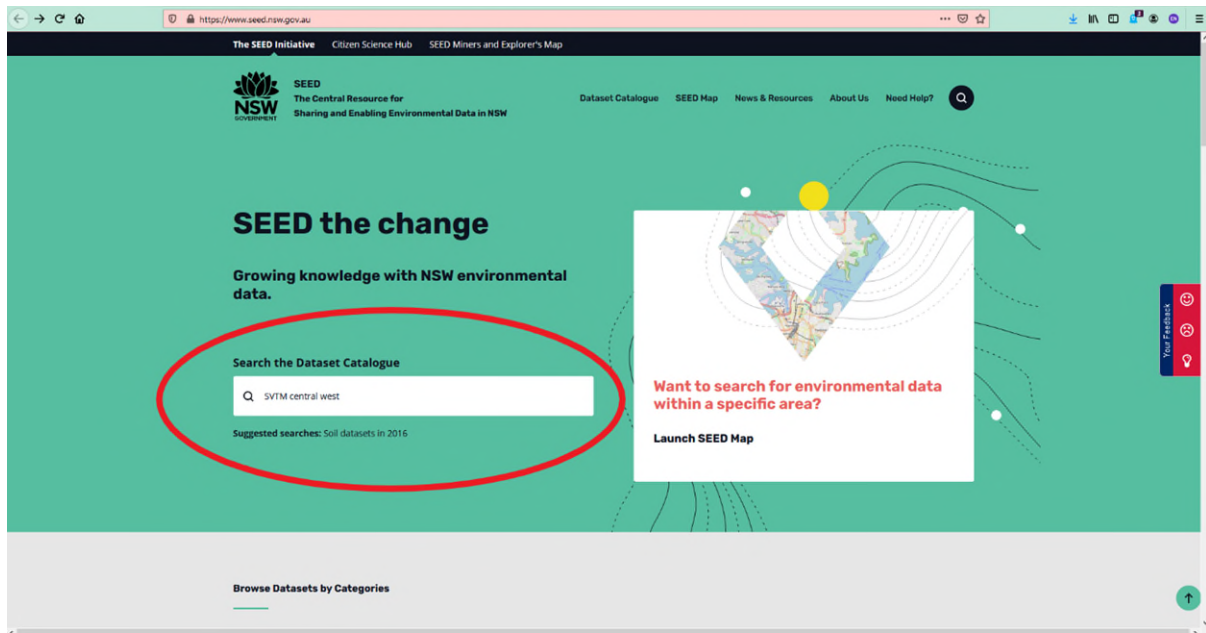 https://www.seed.nsw.gov.au
The SEED Initiative Citizen Science Hub SEED Miners and Explorer's Map
NSW
GOVERNMENT
SEED
The Central Resource for
Sharing and Enabling Environmental Data in NSW
Dataset Catalogue SEED Map News & Resources About Us Need Help?
SEED the change
Growing knowledge with NSW environmental
data.
Search the Dataset Catalogue
SVTM central west
Suggested searches: Soil datasets in 2016
Want to search for environmental data
within a specific area?
Launch SEED Map
Your Feedback
Browse Datasets by Categories